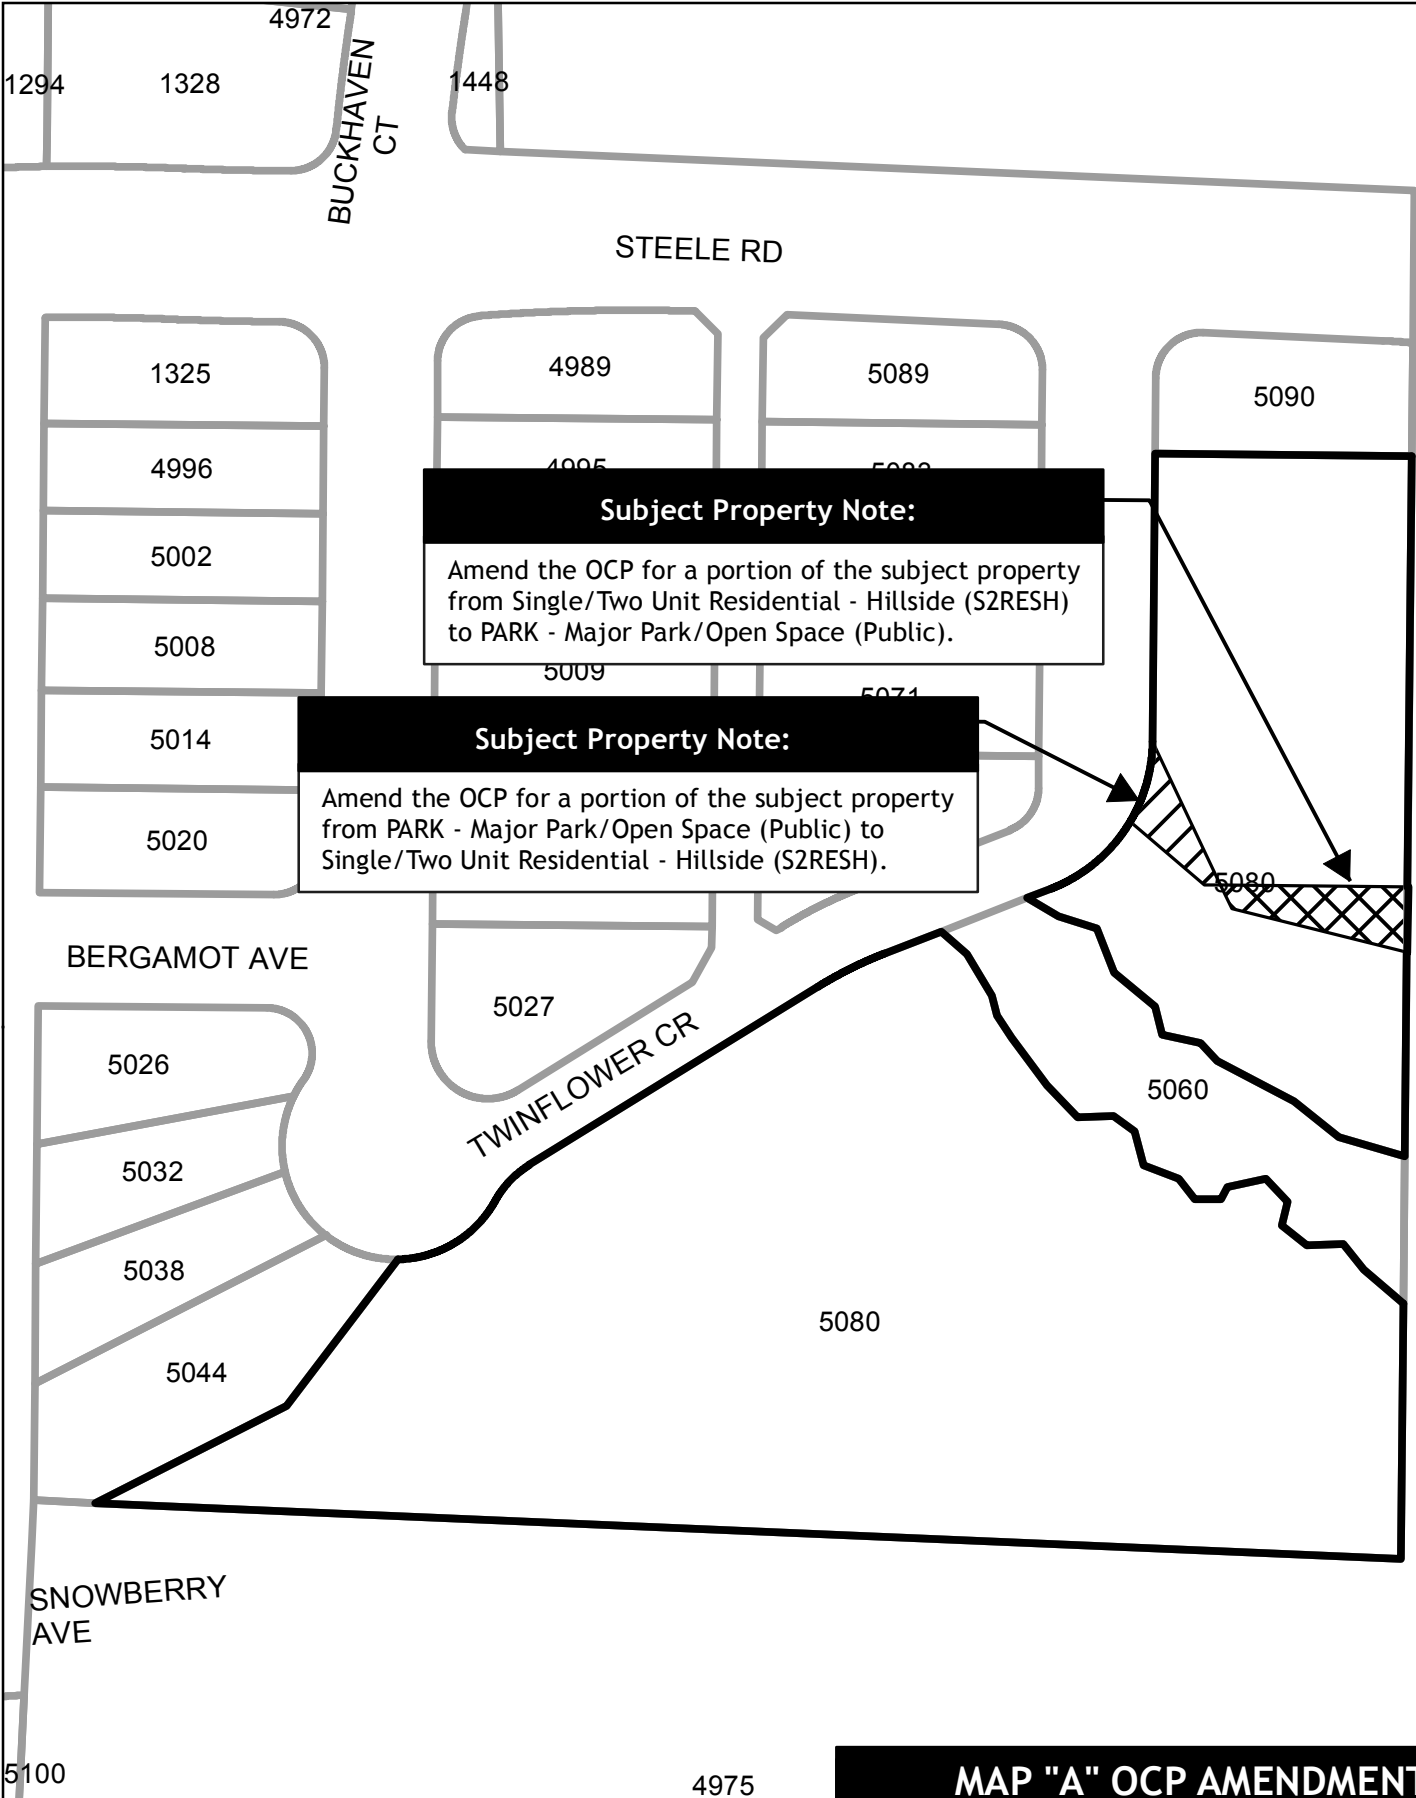 4972
1294
1328
BUCKHAVEN
CT
1448
STEELE RD
1325
4989
5089
5090
4996
4995
5083
5002
Subject Property Note:
Amend the OCP for a portion of the subject property
from Single/Two Unit Residential - Hillside (S2RESH)
to PARK - Major Park/Open Space (Public).
5008
5009
5071
5014
Subject Property Note:
Amend the OCP for a portion of the subject property
from PARK - Major Park/Open Space (Public) to
Single/Two Unit Residential - Hillside (S2RESH).
5020
5080
BERGAMOT AVE
5027
TWINFLOWER CR
5026
5060
5032
5038
5080
5044
SNOWBERRY
AVE
5100
4975
MAP "A" OCP AMENDMENT